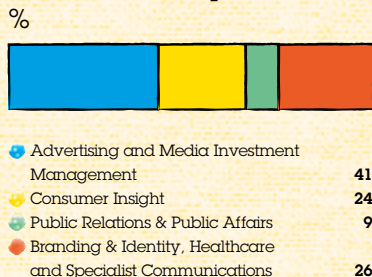 %
Advertising and Media Investment
Management 41
Consumer Insight 24
Public Relations & Public Affairs 9
Branding & Identity, Healthcare
and Specialist Communications 26